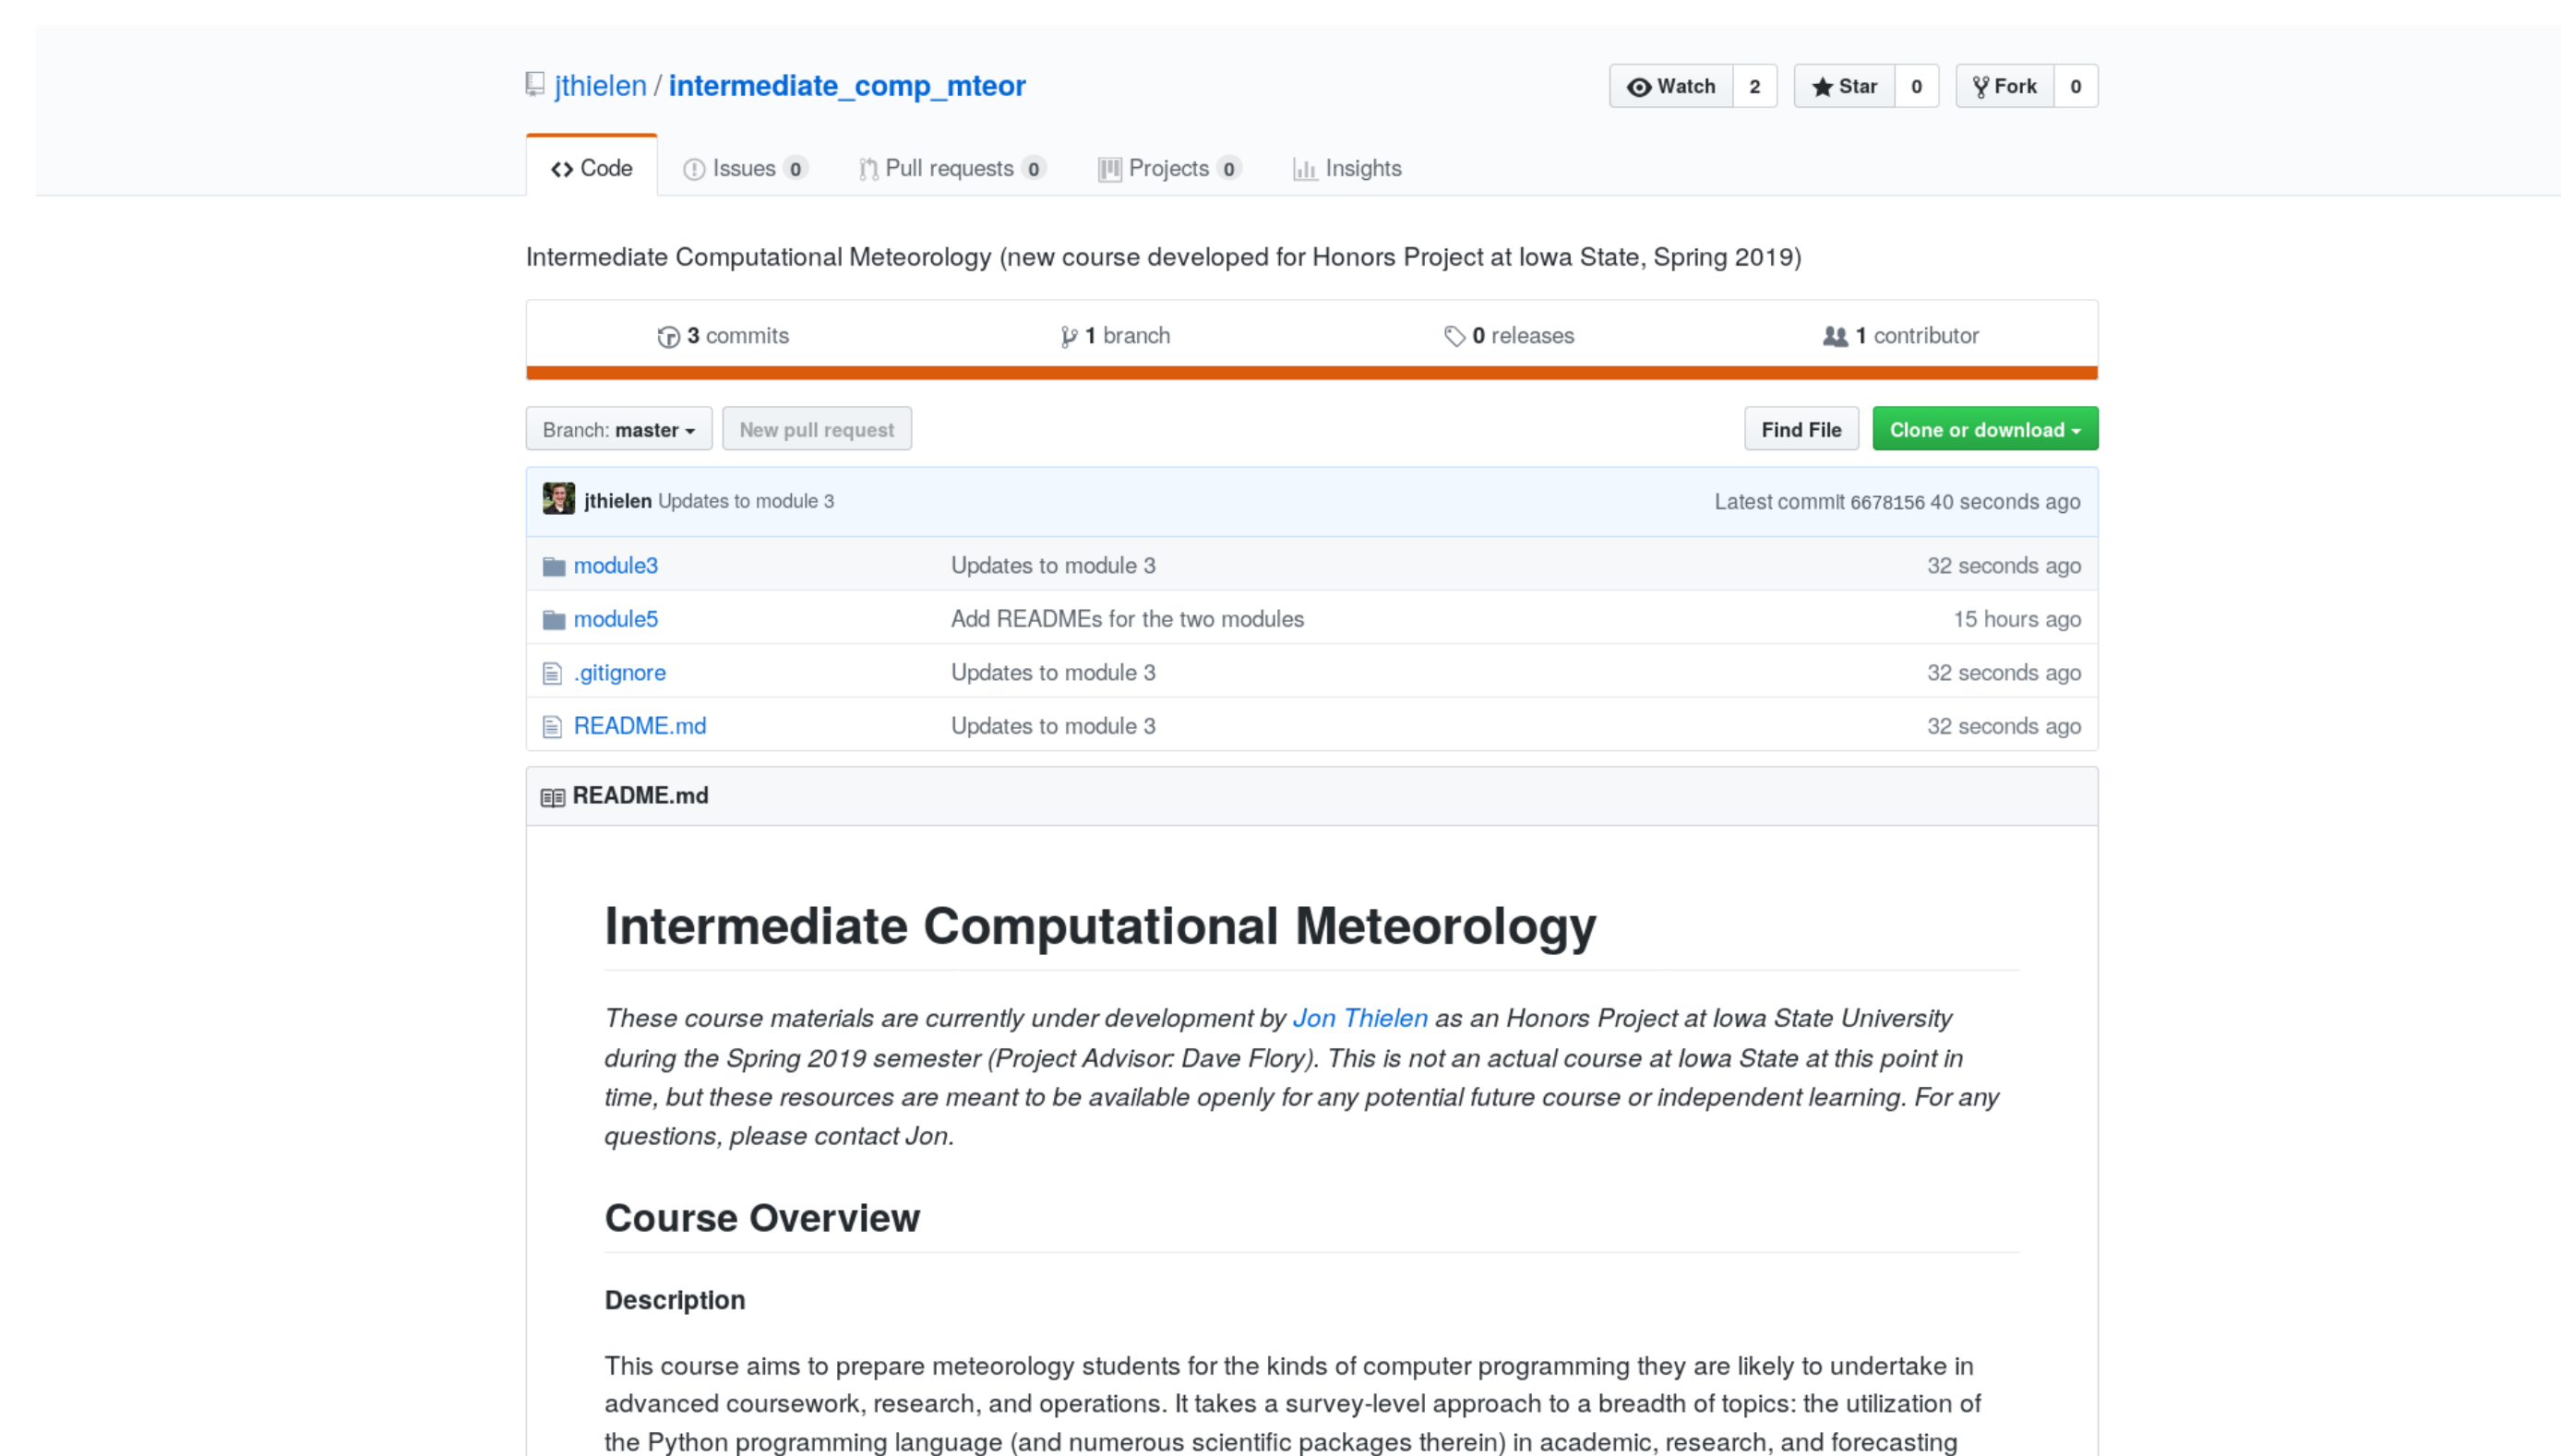 jthielen / intermediate_comp_mteor
Watch 2 Star 0 Fork 0
Code Issues 0 Pull requests 0 Projects 0 Insights
Intermediate Computational Meteorology (new course developed for Honors Project at Iowa State, Spring 2019)
3 commits 1 branch 0 releases 1 contributor
Branch: master New pull request Find File Clone or download
jthielen Updates to module 3 Latest commit 6678156 40 seconds ago
module3 Updates to module 3 32 seconds ago
module5 Add READMEs for the two modules 15 hours ago
.gitignore Updates to module 3 32 seconds ago
README.md Updates to module 3 32 seconds ago
README.md
Intermediate Computational Meteorology
These course materials are currently under development by Jon Thielen as an Honors Project at Iowa State University
during the Spring 2019 semester (Project Advisor: Dave Flory). This is not an actual course at Iowa State at this point in
time, but these resources are meant to be available openly for any potential future course or independent learning. For any
questions, please contact Jon.
Course Overview
Description
This course aims to prepare meteorology students for the kinds of computer programming they are likely to undertake in
advanced coursework, research, and operations. It takes a survey-level approach to a breadth of topics: the utilization of
the Python programming language (and numerous scientific packages therein) in academic, research, and forecasting